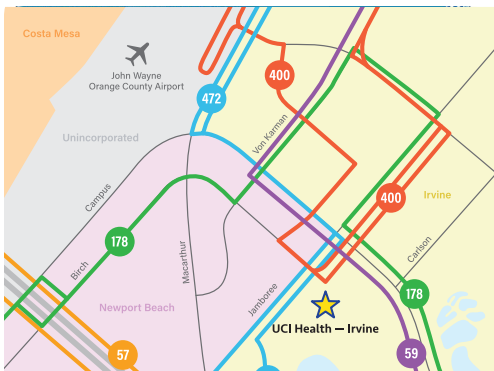 Costa Mesa
John Wayne
Orange County Airport
400
472
Von Karman
Unincorporated
Campus
Irvine
400
178
Birch
Macarthur
Carlson
Newport Beach
Jamboree
178
UCI Health — Irvine
57
59